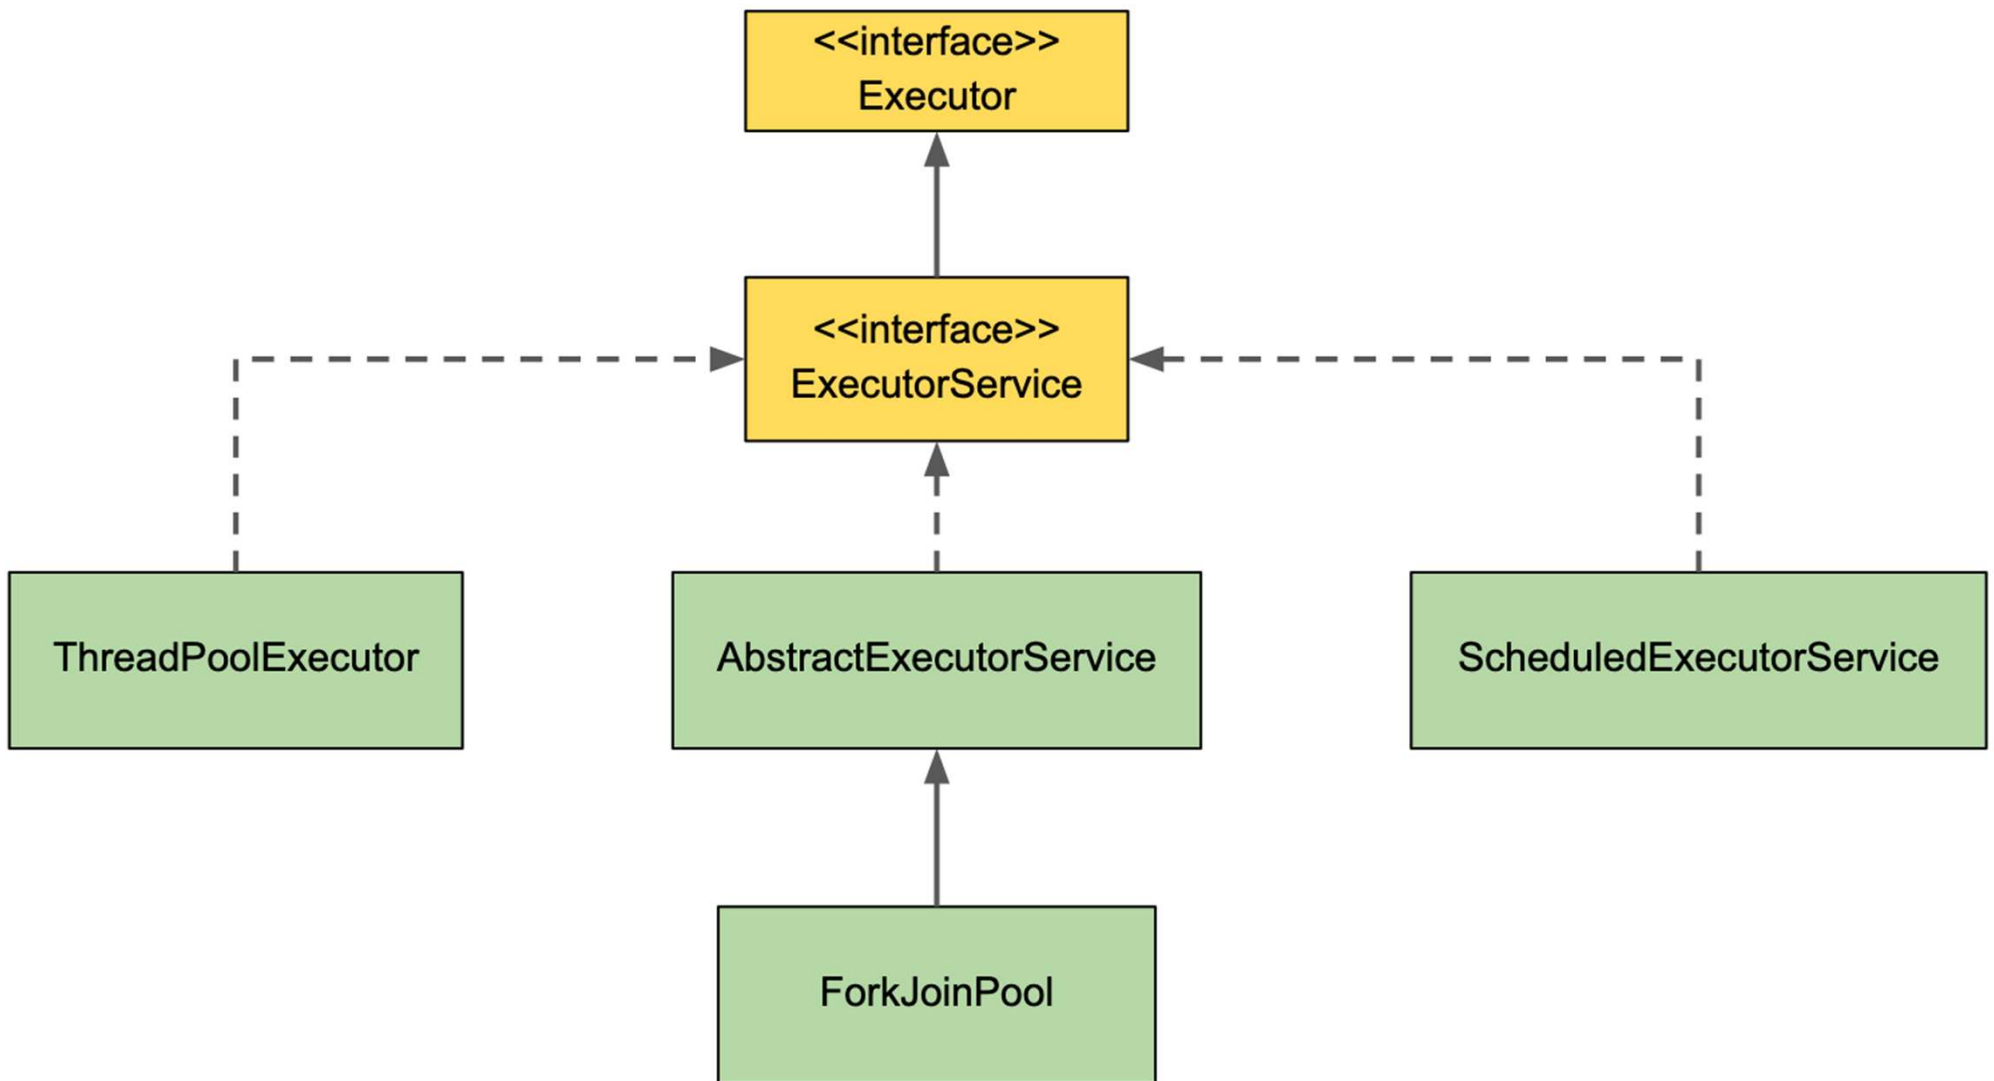 <<interface>>
Executor
<<interface>>
ExecutorService
ThreadPoolExecutor
AbstractExecutorService
ScheduledExecutorService
ForkJoinPool